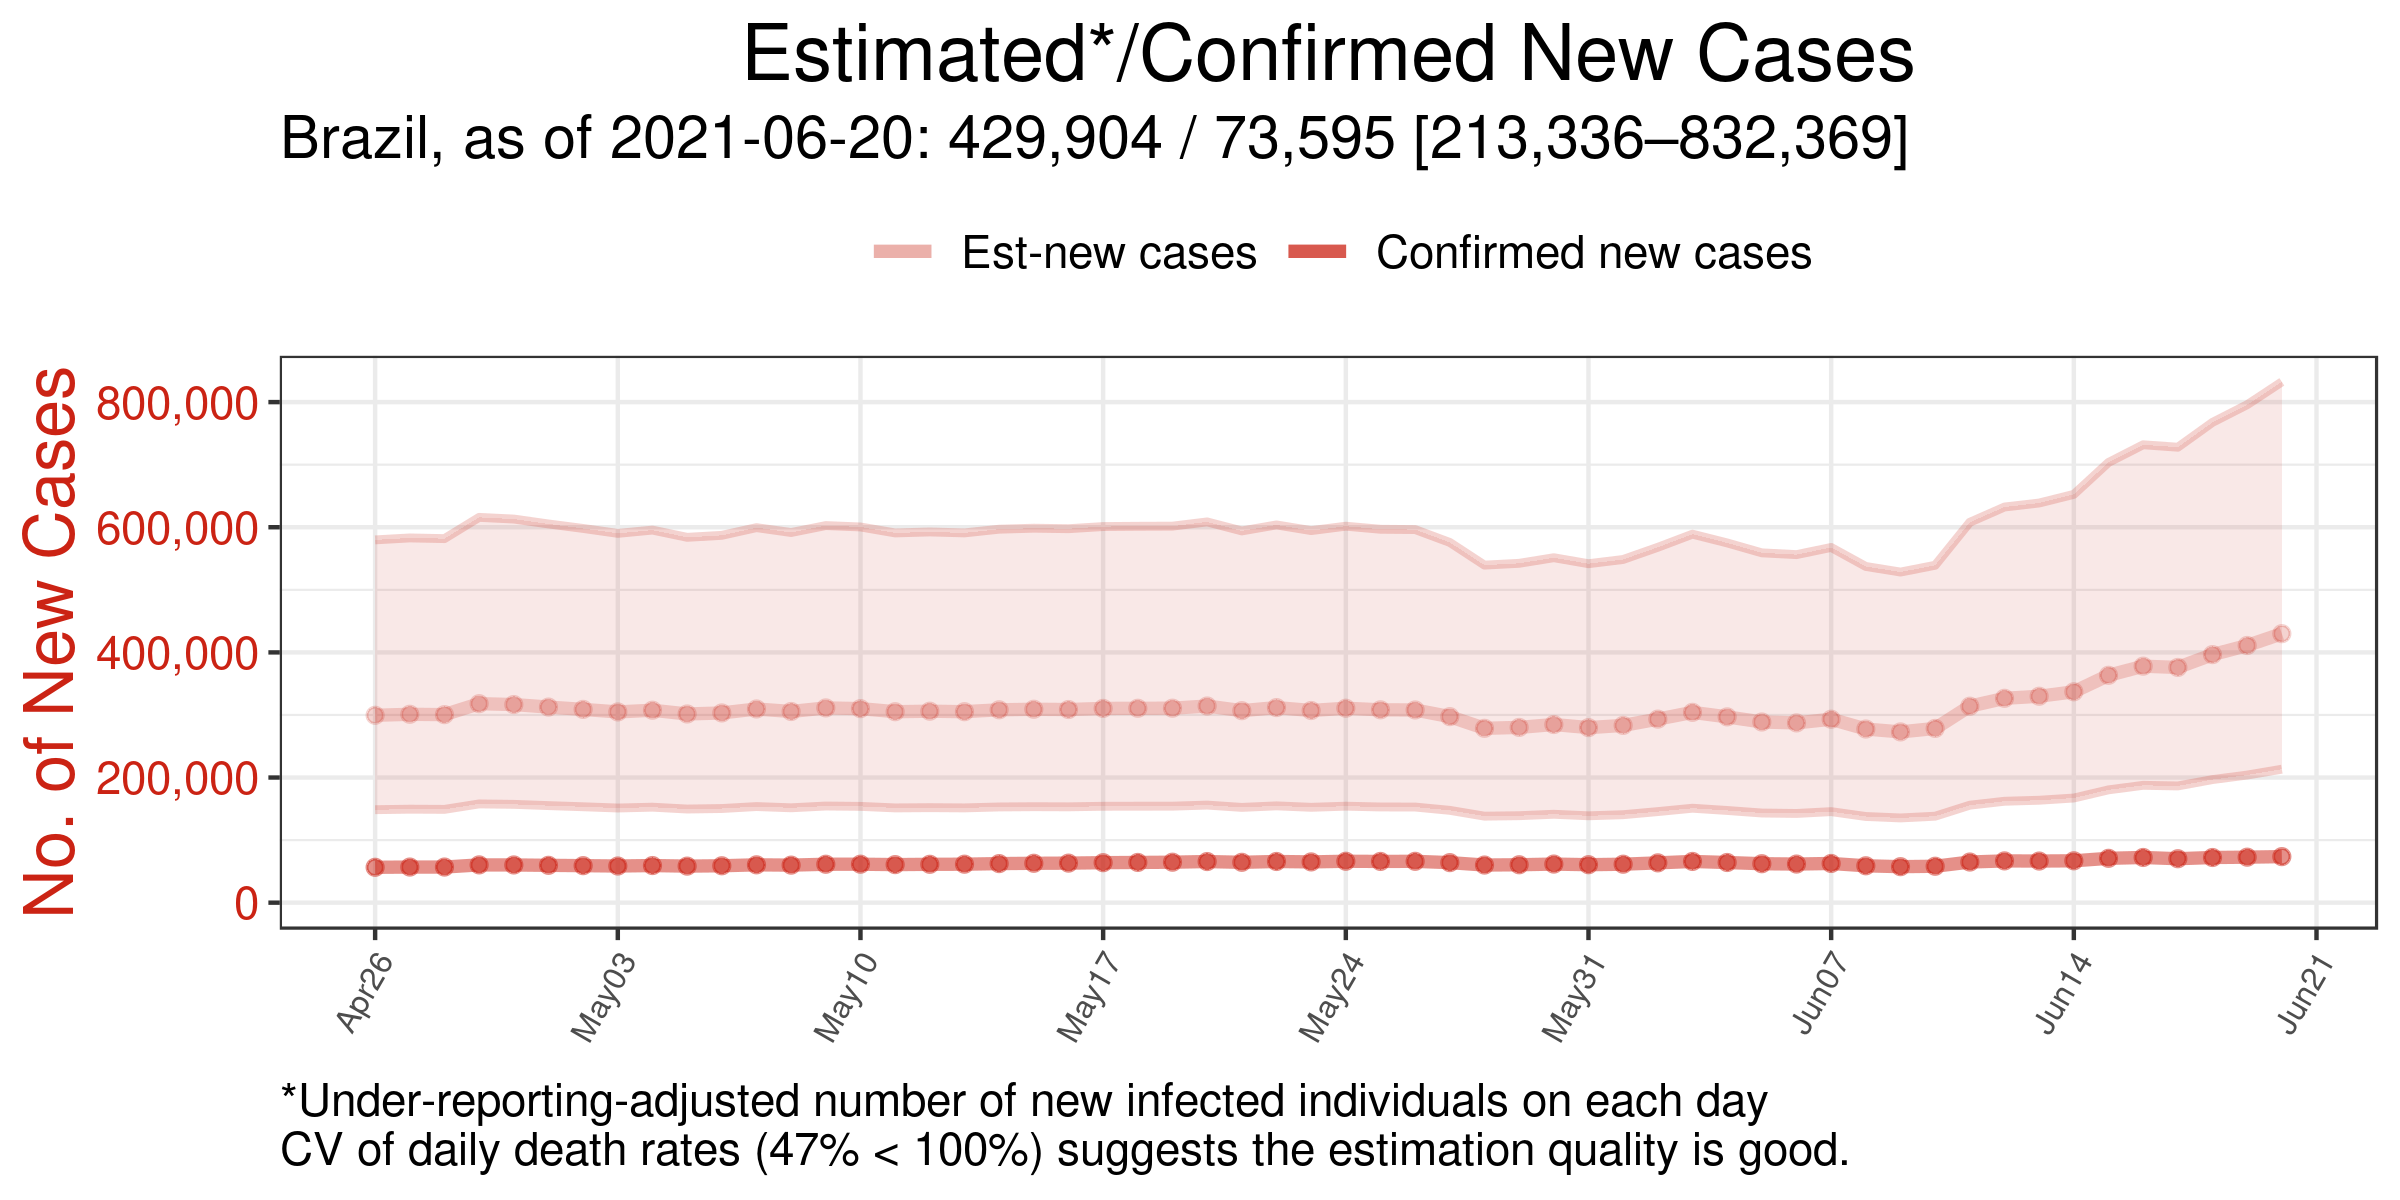 Estimated*/Confirmed New Cases
Brazil, as of 2021-06-20: 429,904 / 73,595 [213,336–832,369]
Est-new cases
Confirmed new cases
No. of New Cases
800,000
600,000
400,000
200,000
0
Apr26
May03
May10
May17
May24
May31
Jun07
Jun14
Jun21
*Under-reporting-adjusted number of new infected individuals on each day
CV of daily death rates (47% < 100%) suggests the estimation quality is good.